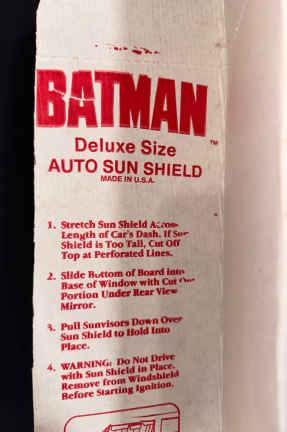 BATMAN TM
Deluxe Size
AUTO SUN SHIELD
MADE IN U.S.A.
1. Stretch Sun Shield Across
Length of Car's Dash. If Sun
Shield is Too Tall, Cut Off
Top at Perforated Lines.
2. Slide Bottom of Board into
Base of Window with Cut Out
Portion Under Rear View
Mirror.
3. Pull Sunvisors Down Over
Sun Shield to Hold Into
Place.
4. WARNING: Do Not Drive
with Sun Shield in Place.
Remove from Windshield
Before Starting Ignition.